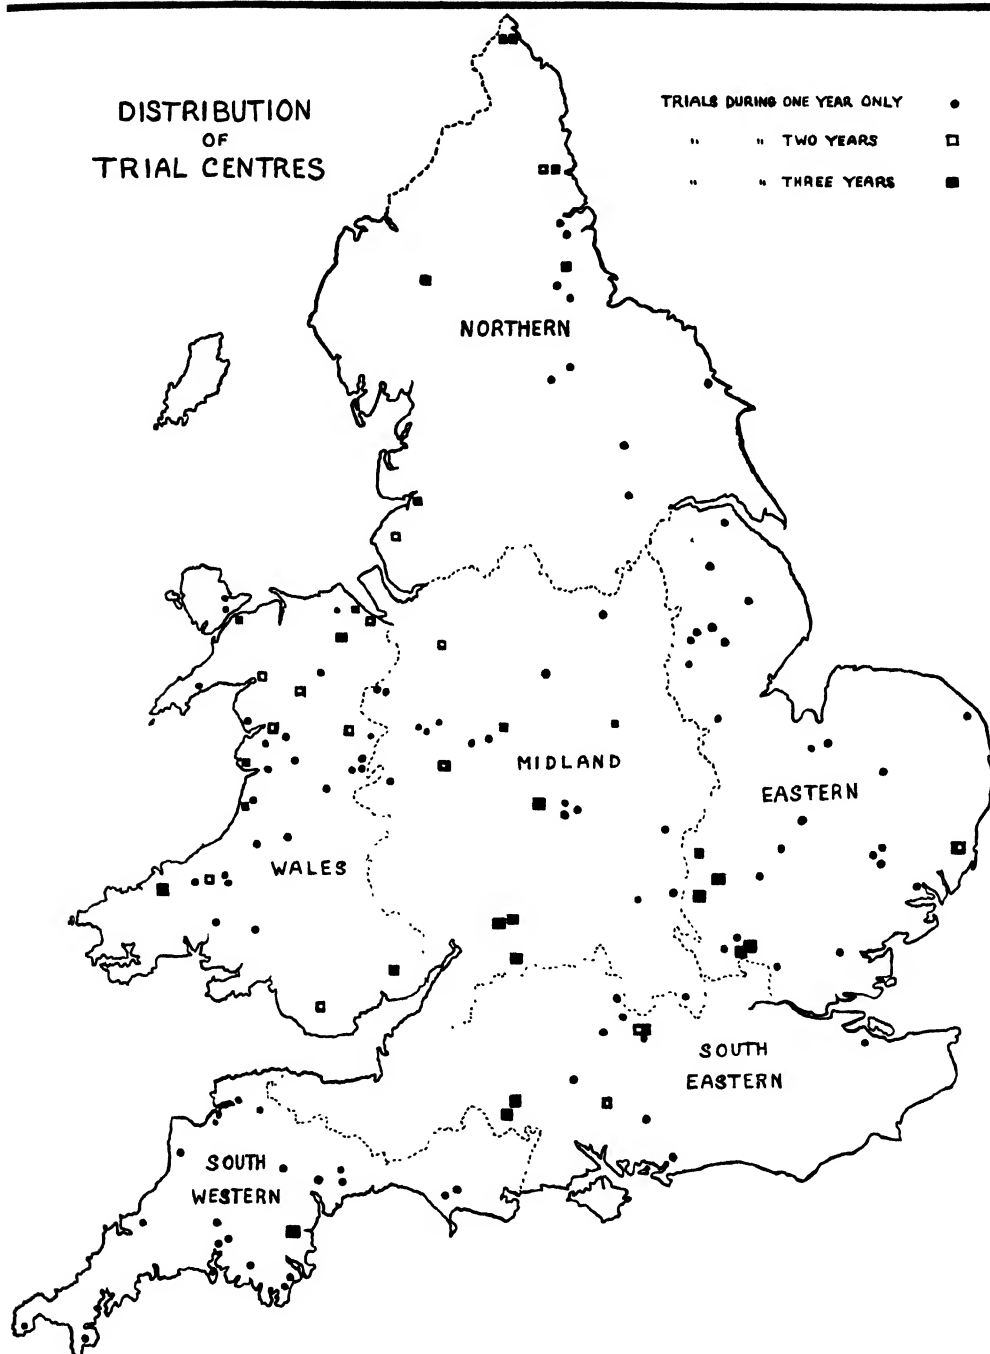 DISTRIBUTION
OF
TRIAL CENTRES
TRIALS DURING ONE YEAR ONLY
" " TWO YEARS
" " THREE YEARS
NORTHERN
MIDLAND
EASTERN
WALES
SOUTH
EASTERN
SOUTH
WESTERN